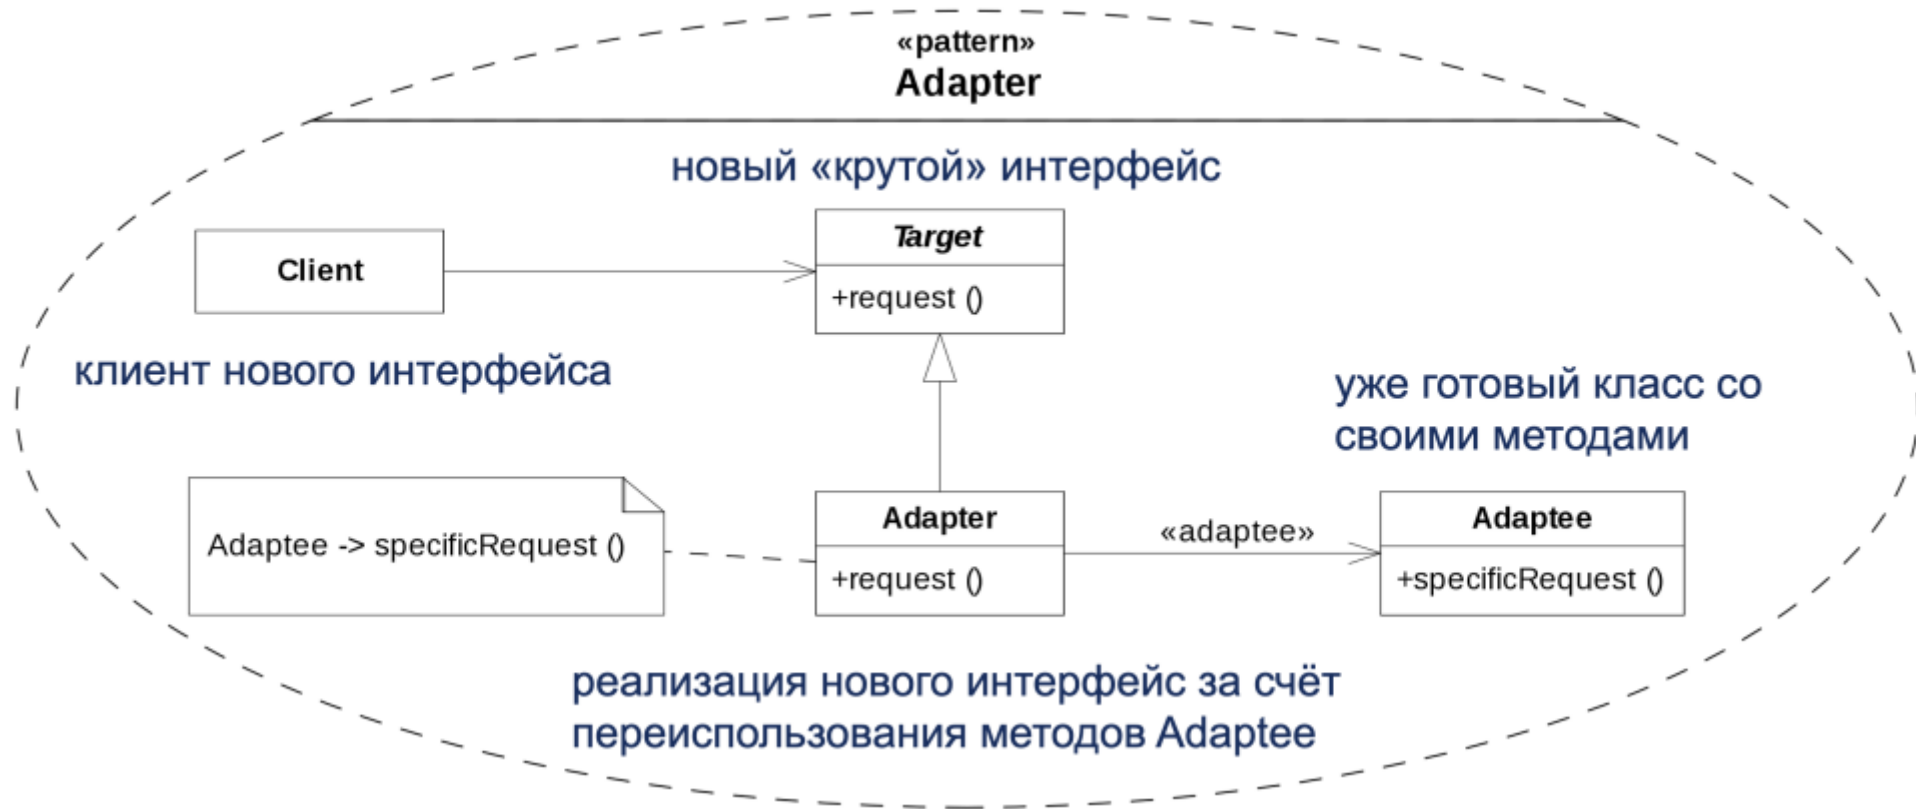 «pattern»
Adapter
новый «крутой» интерфейс
Target
Client
+request ()
клиент нового интерфейса
уже готовый класс со
своими методами
Adapter
«adaptee»
Adaptee
Adaptee -> specificRequest ()
+request ()
+specificRequest ()
реализация нового интерфейс за счёт
переиспользования методов Adaptee